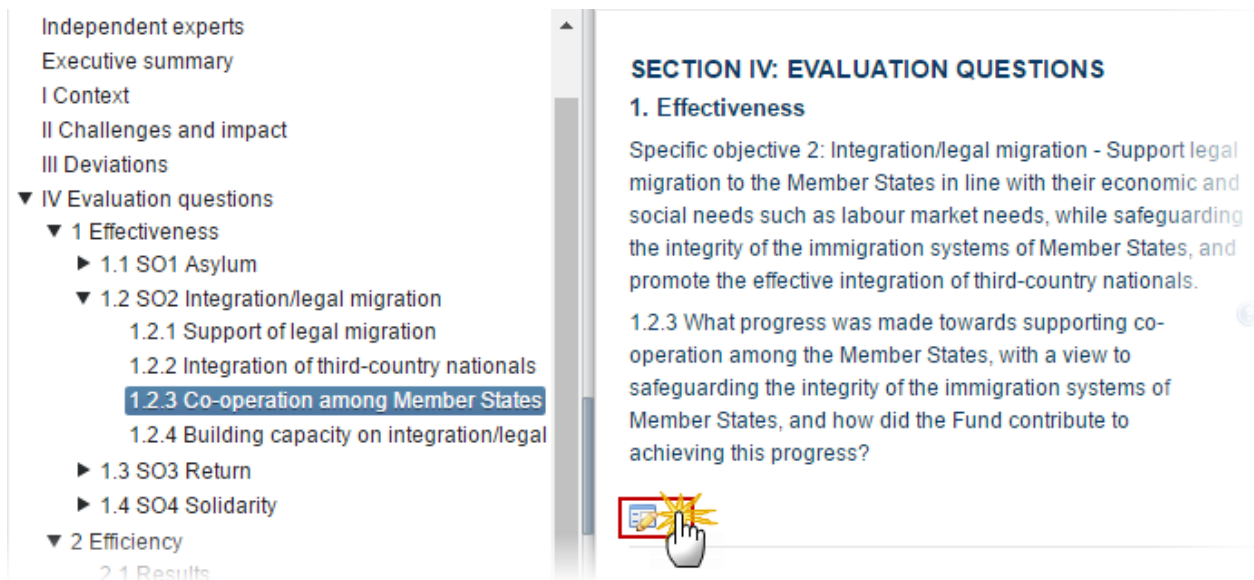 Independent experts
Executive summary
I Context
II Challenges and impact
III Deviations
IV Evaluation questions
1 Effectiveness
1.1 SO1 Asylum
1.2 SO2 Integration/legal migration
1.2.1 Support of legal migration
1.2.2 Integration of third-country nationals
1.2.3 Co-operation among Member States
1.2.4 Building capacity on integration/legal
1.3 SO3 Return
1.4 SO4 Solidarity
2 Efficiency
2.1 Results
SECTION IV: EVALUATION QUESTIONS
1. Effectiveness
Specific objective 2: Integration/legal migration - Support legal
migration to the Member States in line with their economic and
social needs such as labour market needs, while safeguarding
the integrity of the immigration systems of Member States, and
promote the effective integration of third-country nationals.
1.2.3 What progress was made towards supporting co-
operation among the Member States, with a view to
safeguarding the integrity of the immigration systems of
Member States, and how did the Fund contribute to
achieving this progress?